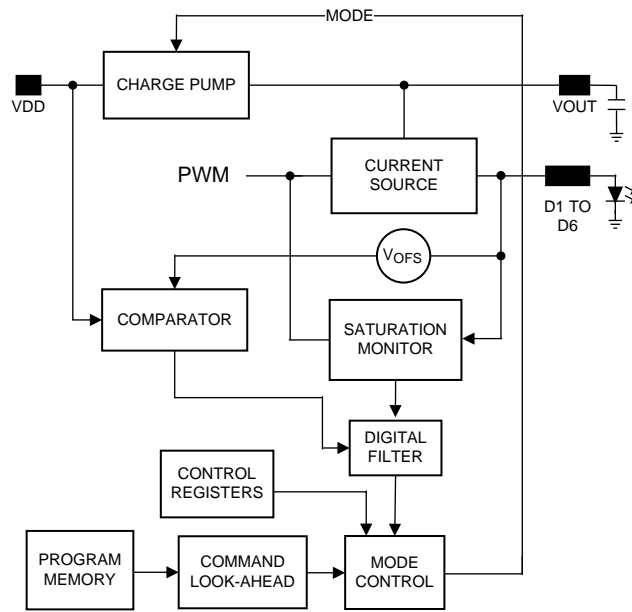 MODE
CHARGE PUMP
VDD
VOUT
PWM
CURRENT
SOURCE
D1 TO
D6
VOFS
COMPARATOR
SATURATION
MONITOR
DIGITAL
FILTER
CONTROL
REGISTERS
PROGRAM
MEMORY
COMMAND
LOOK-AHEAD
MODE
CONTROL